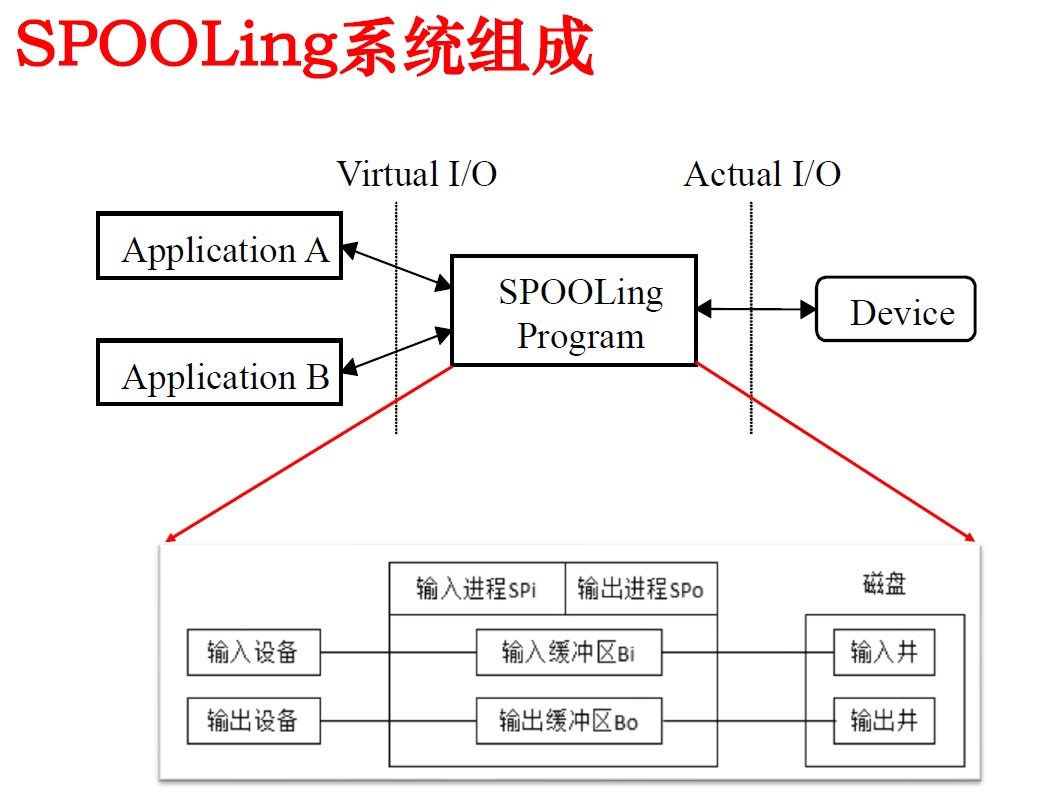 SPOOLing系统组成
Virtual I/O
Actual I/O
Application A
SPOOLing
Program
Device
Application B
输入进程SPi
输出进程SPo
磁盘
输入设备
输入缓冲区Bi
输入井
输出设备
输出缓冲区Bo
输出井